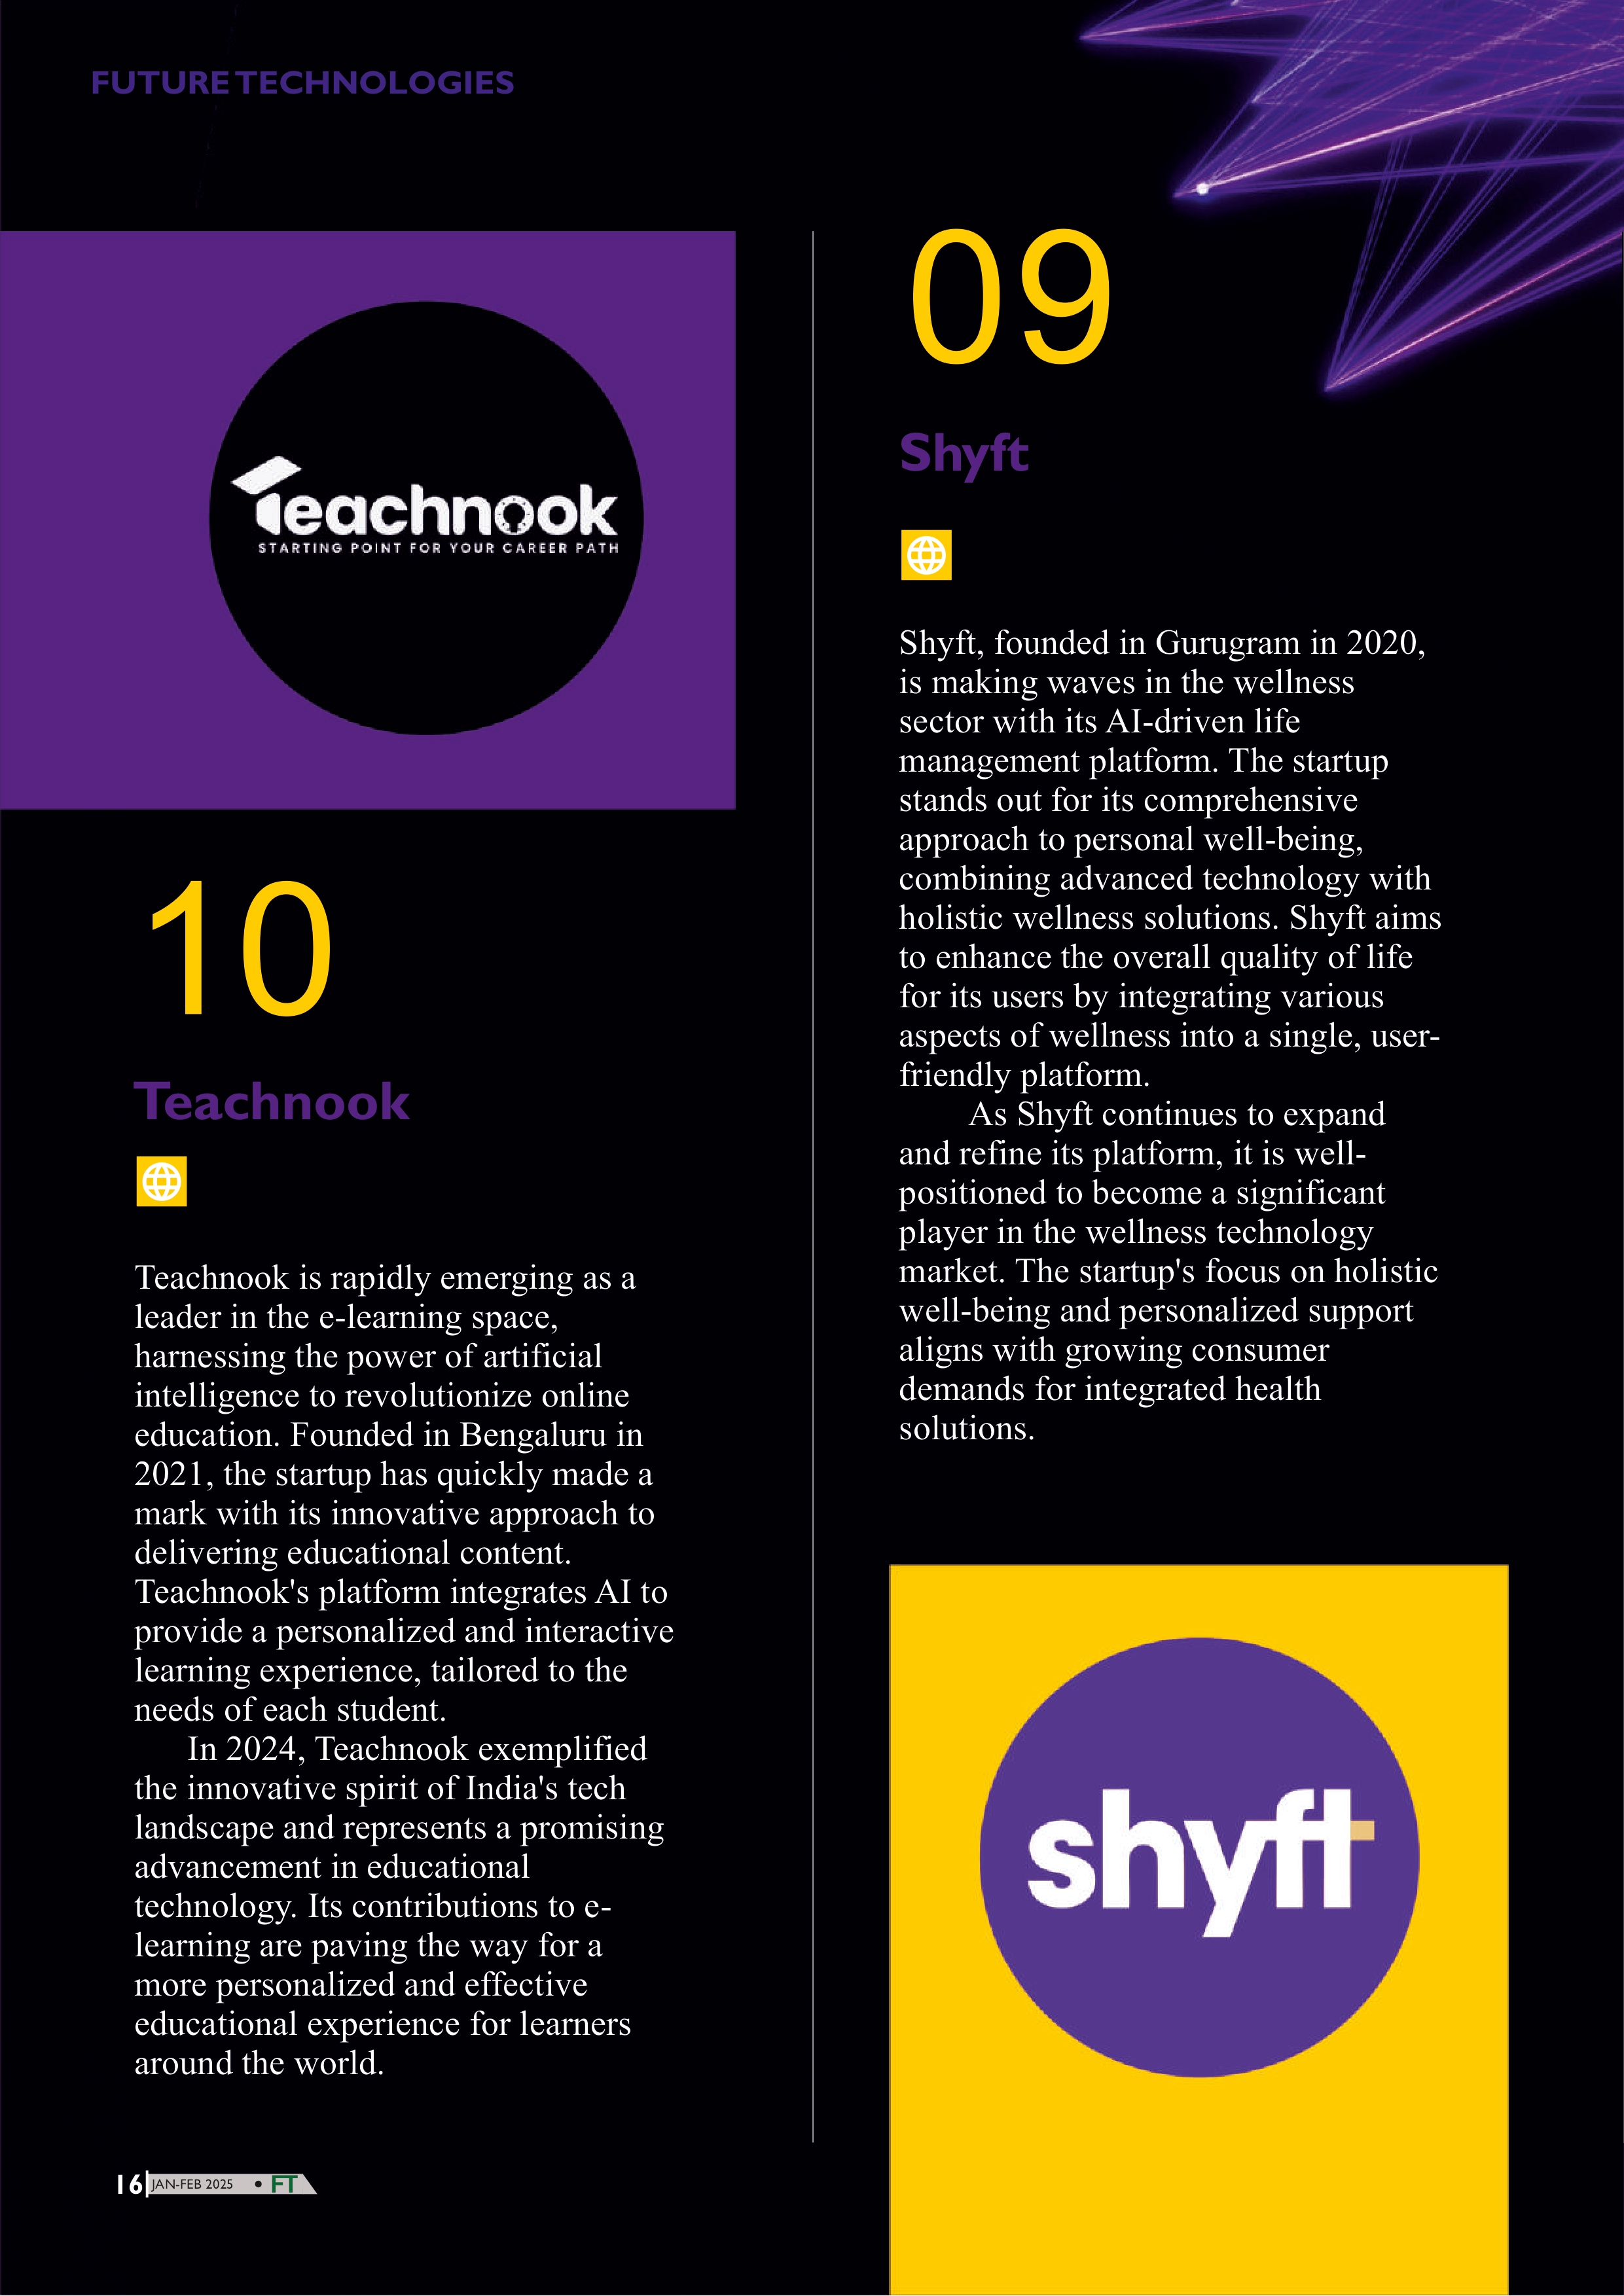 FUTURE TECHNOLOGIES
Teachnook
STARTING POINT FOR YOUR CAREER PATH
10
Teachnook
Teachnook is rapidly emerging as a
leader in the e-learning space,
harnessing the power of artificial
intelligence to revolutionize online
education. Founded in Bengaluru in
2021, the startup has quickly made a
mark with its innovative approach to
delivering educational content.
Teachnook's platform integrates AI to
provide a personalized and interactive
learning experience, tailored to the
needs of each student.
In 2024, Teachnook exemplified
the innovative spirit of India's tech
landscape and represents a promising
advancement in educational
technology. Its contributions to e-
learning are paving the way for a
more personalized and effective
educational experience for learners
around the world.
09
Shyft
Shyft, founded in Gurugram in 2020,
is making waves in the wellness
sector with its AI-driven life
management platform. The startup
stands out for its comprehensive
approach to personal well-being,
combining advanced technology with
holistic wellness solutions. Shyft aims
to enhance the overall quality of life
for its users by integrating various
aspects of wellness into a single, user-
friendly platform.
As Shyft continues to expand
and refine its platform, it is well-
positioned to become a significant
player in the wellness technology
market. The startup's focus on holistic
well-being and personalized support
aligns with growing consumer
demands for integrated health
solutions.
shyft
16 JAN-FEB 2025 • FT